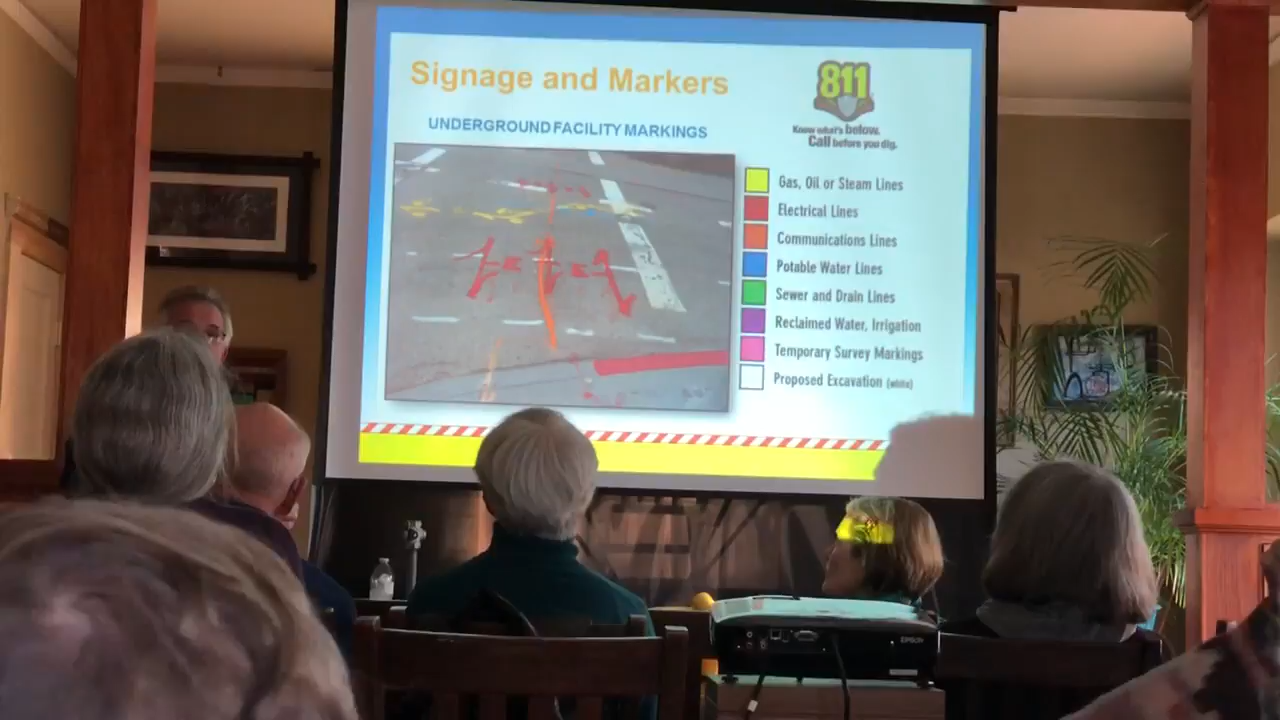 Signage and Markers
811
Know what's below.
Call before you dig.
UNDERGROUND FACILITY MARKINGS
Gas, Oil or Steam Lines
Electrical Lines
Communications Lines
Potable Water Lines
Sewer and Drain Lines
Reclaimed Water, Irrigation
Temporary Survey Markings
Proposed Excavation (white)
EPSON